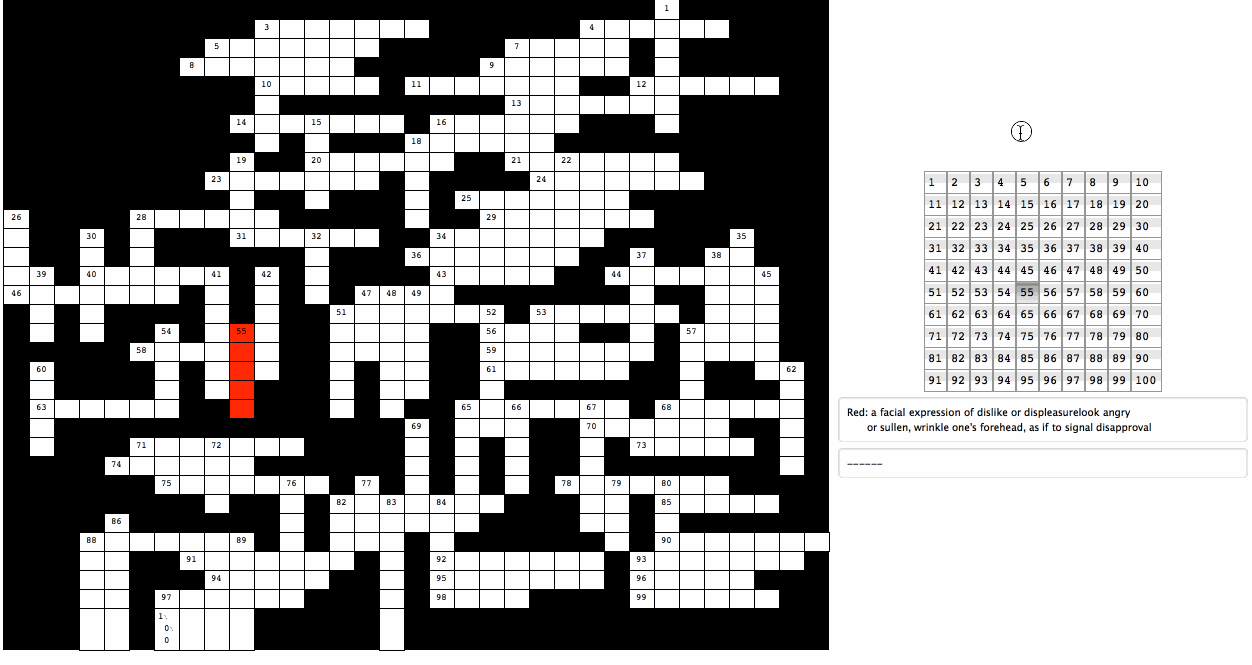 1
3 4
5 7
8 9
10 11 12
13
14 15 16
18
19 20 21 22
23 24
25
26 28 29
30 31 32 34 35
36 37 38
39 40 41 42 43 44 45
46 47 48 49
51 52 53
54 55 56 57
58 59
60 61 62
63 65 66 67 68
69 70
71 72 73
74
75 76 77 78 79 80
82 83 84 85
86
88 89 90
91 92 93
94 95 96
97 98 99
1\
0\
0
1 2 3 4 5 6 7 8 9 10
11 12 13 14 15 16 17 18 19 20
21 22 23 24 25 26 27 28 29 30
31 32 33 34 35 36 37 38 39 40
41 42 43 44 45 46 47 48 49 50
51 52 53 54 55 56 57 58 59 60
61 62 63 64 65 66 67 68 69 70
71 72 73 74 75 76 77 78 79 80
81 82 83 84 85 86 87 88 89 90
91 92 93 94 95 96 97 98 99 100
Red: a facial expression of dislike or displeasurelook angry
or sullen, wrinkle one's forehead, as if to signal disapproval
------